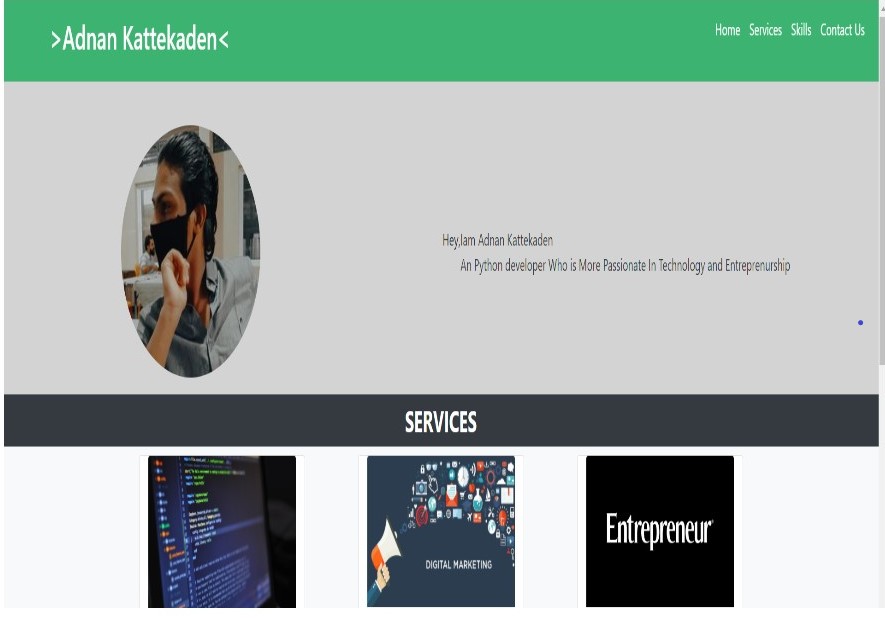 >Adnan Kattekaden<
Home Services Skills Contact Us
Hey,Iam Adnan Kattekaden
An Python developer Who is More Passionate In Technology and Entreprenurship
SERVICES
DIGITAL MARKETING
Entrepreneur